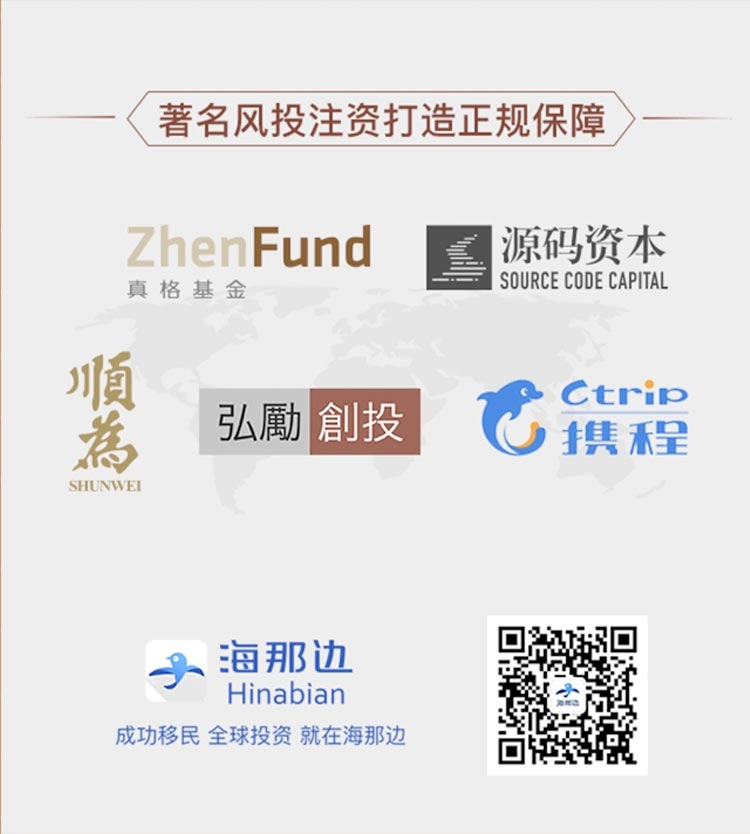 著名风投注资打造正规保障
ZhenFund
真格基金
源码资本
SOURCE CODE CAPITAL
順為
SHUNWEI
弘勵創投
Ctrip
携程
海那边
Hinabian
成功移民 全球投资 就在海那边
海那边